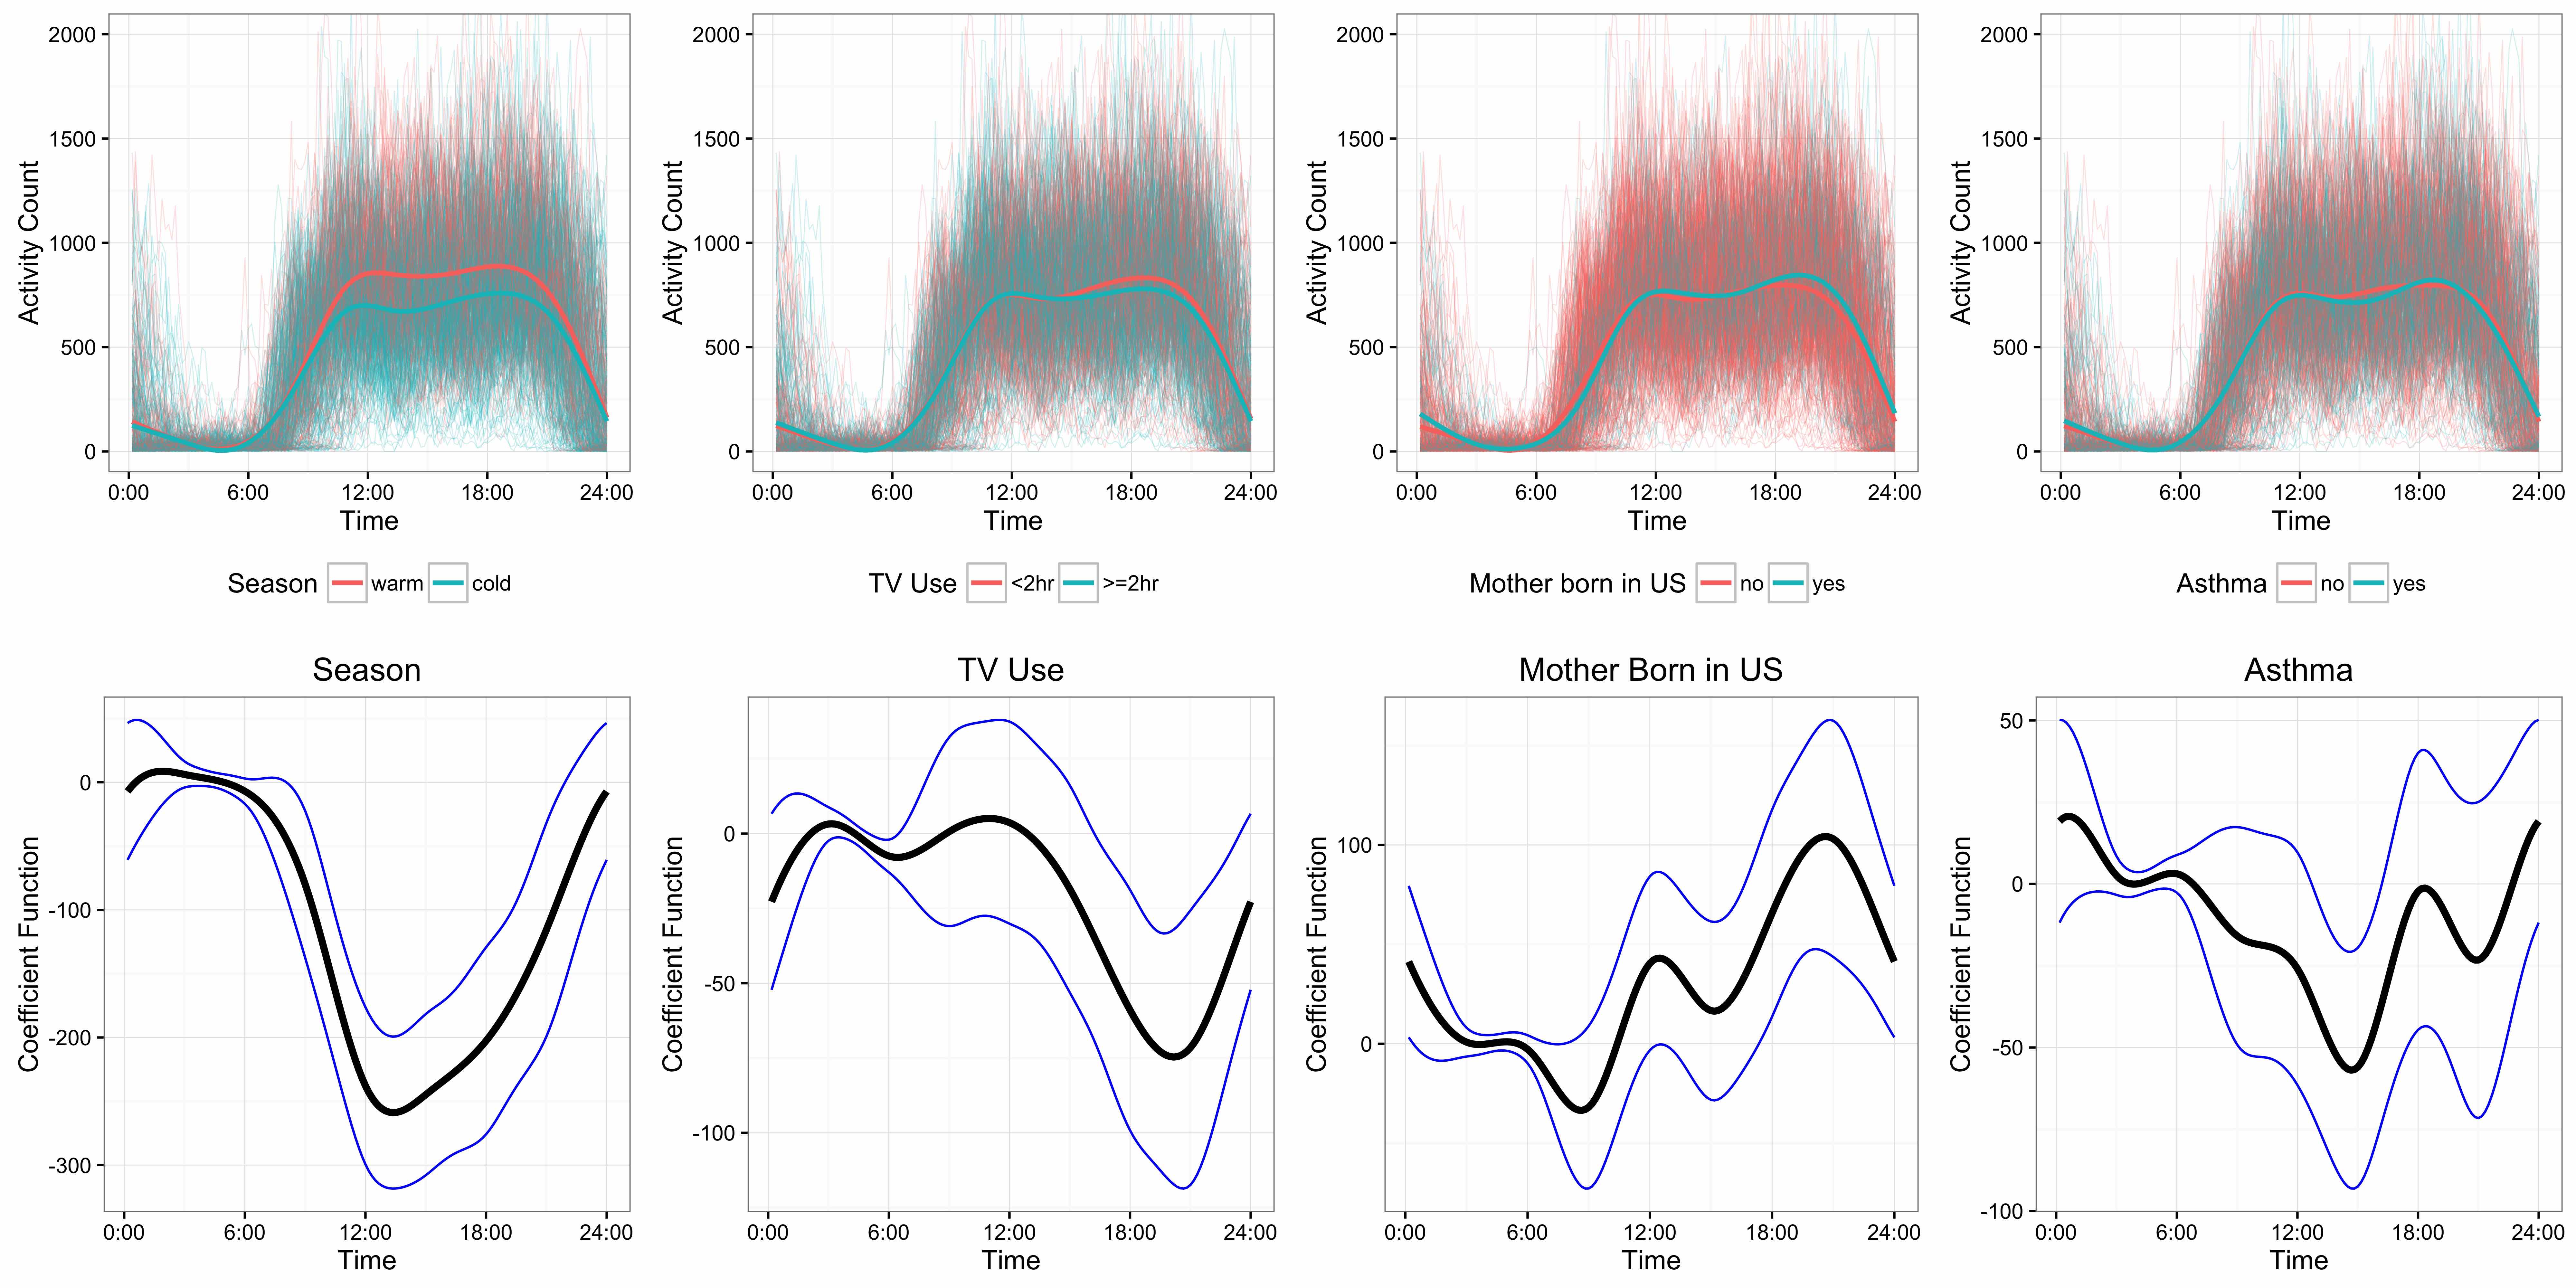 2000
1500
1000
500
0
Activity Count
0:00 6:00 12:00 18:00 24:00
Time
Season warm cold
2000
1500
1000
500
0
Activity Count
0:00 6:00 12:00 18:00 24:00
Time
TV Use <2hr >=2hr
2000
1500
1000
500
0
Activity Count
0:00 6:00 12:00 18:00 24:00
Time
Mother born in US no yes
2000
1500
1000
500
0
Activity Count
0:00 6:00 12:00 18:00 24:00
Time
Asthma no yes
Season
0
-100
-200
-300
Coefficient Function
0:00 6:00 12:00 18:00 24:00
Time
TV Use
0
-50
-100
Coefficient Function
0:00 6:00 12:00 18:00 24:00
Time
Mother Born in US
100
0
Coefficient Function
0:00 6:00 12:00 18:00 24:00
Time
Asthma
50
0
-50
-100
Coefficient Function
0:00 6:00 12:00 18:00 24:00
Time